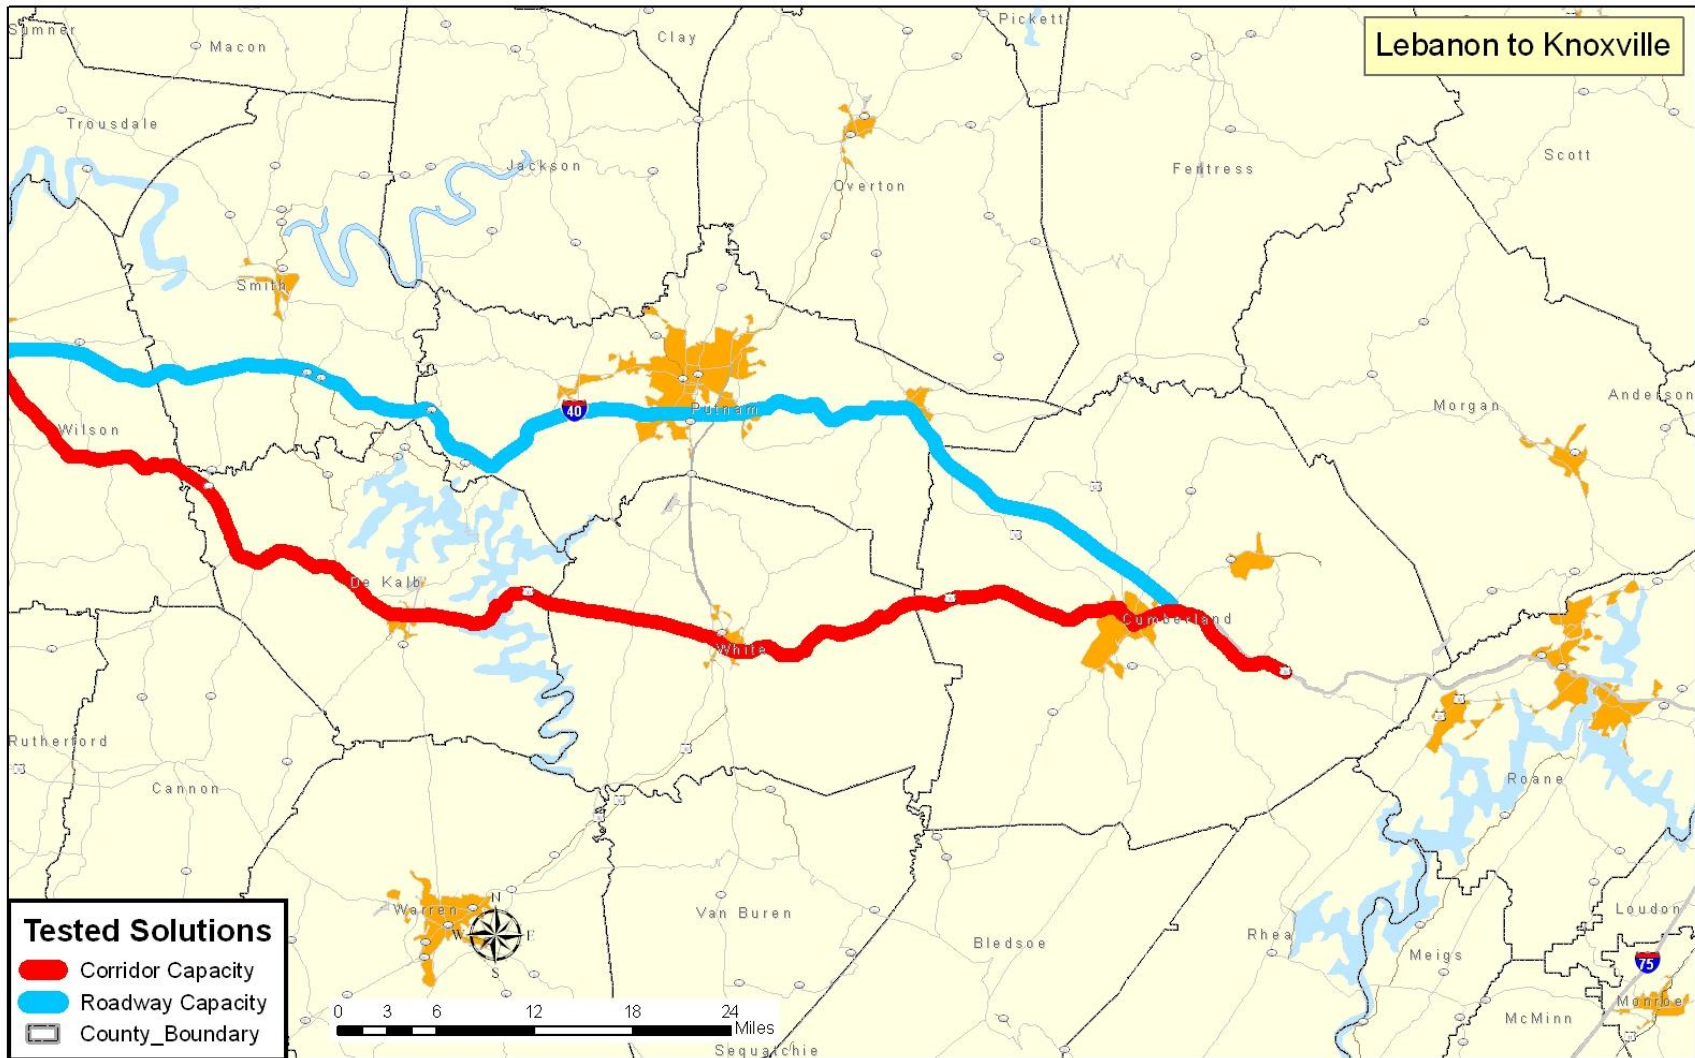 Sumner
Macon
Clay
Pickett
Lebanon to Knoxville
Trousdale
Jackson
Overton
Fentress
Scott
Smith
40
Putnam
Morgan
Anderson
Wilson
De Kalb
White
Cumberland
Rutherford
Cannon
Roane
Warren
N
W
E
S
Van Buren
Bledsoe
Rhea
Meigs
Loudon
75
Monroe
McMinn
Sequatchie
Tested Solutions
Corridor Capacity
Roadway Capacity
County_Boundary
0 3 6 12 18 24
Miles